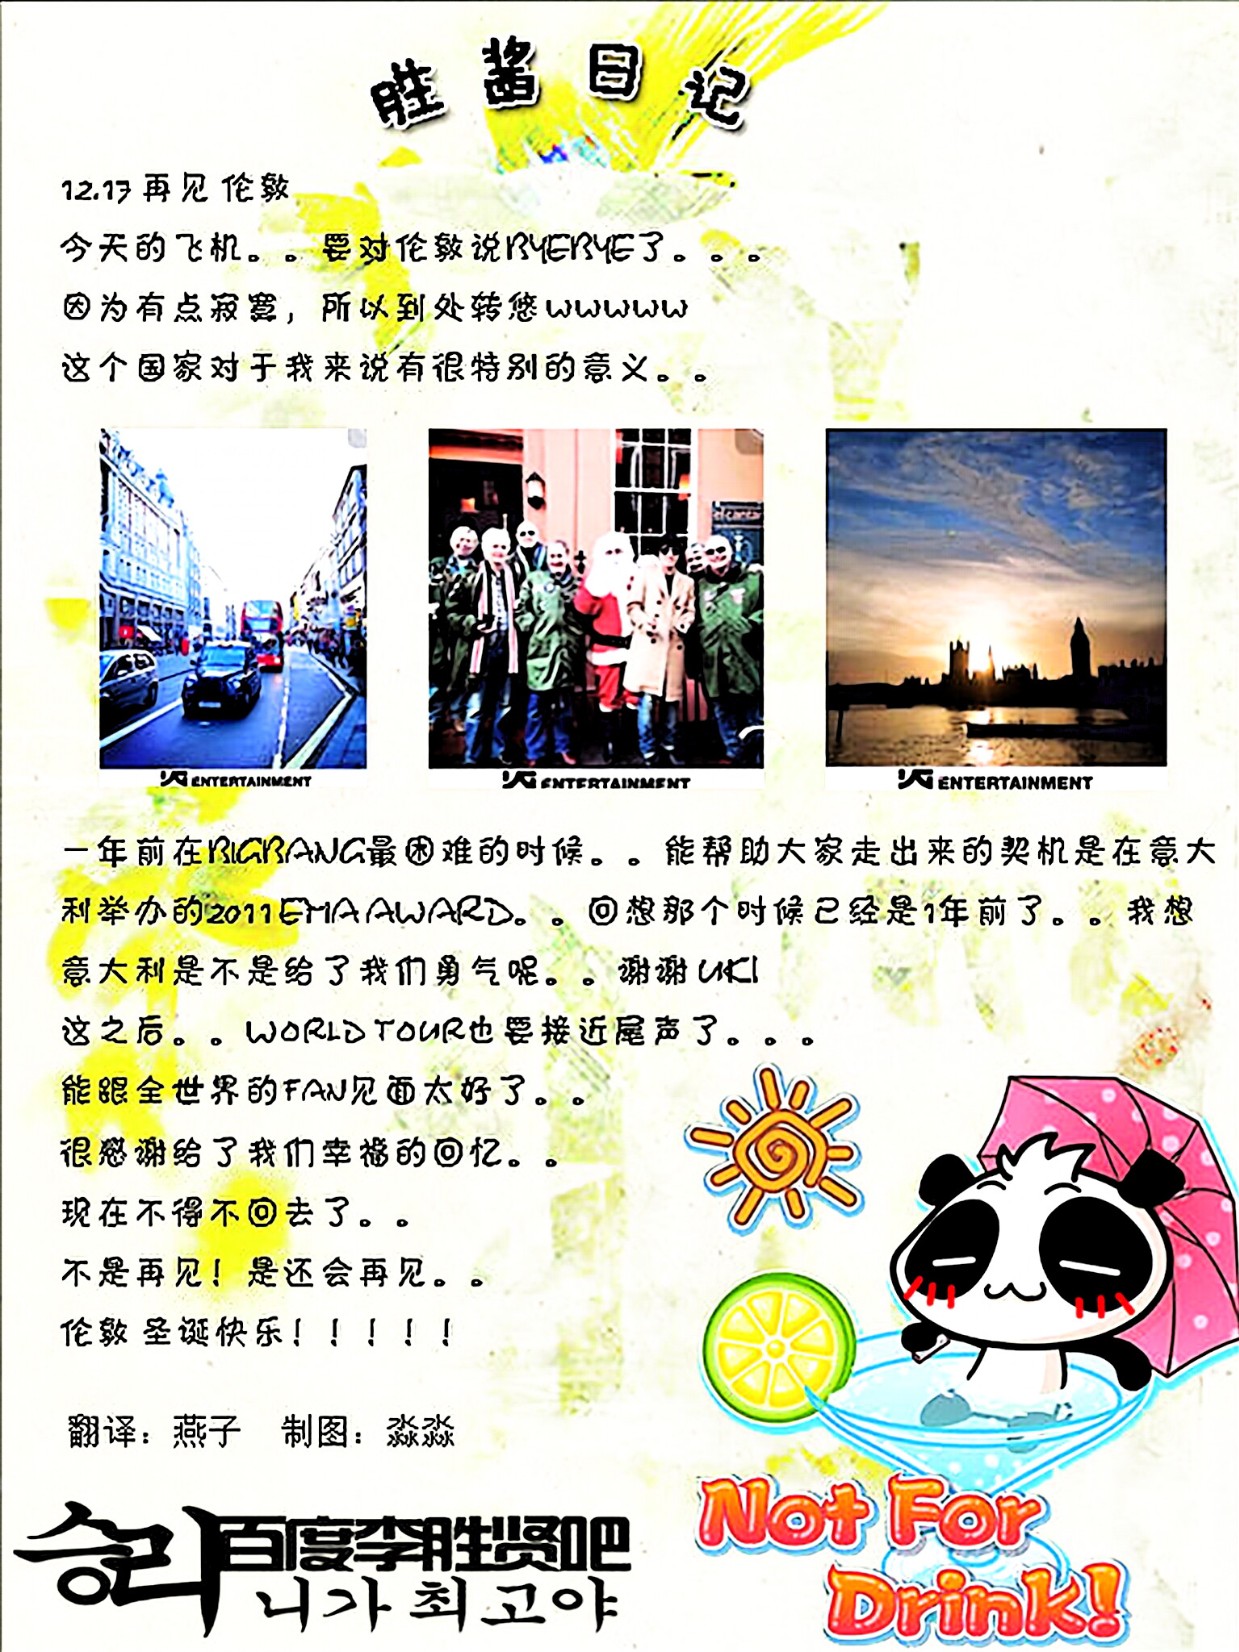 胜酱日记
12.17 再见 伦敦
今天的飞机。。要对伦敦说BYEBYE了。。。
因为有点寂寞，所以到处转悠wwwww
这个国家对于我来说有很特别的意义。。
el cantar
YG ENTERTAINMENT
YG ENTERTAINMENT
YG ENTERTAINMENT
一年前在BIGBANG最困难的时候。。能帮助大家走出来的契机是在意大
利举办的2011EMA AWARD。。回想那个时候已经是1年前了。。我想
意大利是不是给了我们勇气呢。。谢谢 UK!
这之后。。WORLD TOUR也要接近尾声了。。。
能跟全世界的FAN见面太好了。。
很感谢给了我们幸福的回忆。。
现在不得不回去了。。
不是再见！是还会再见。。
伦敦 圣诞快乐！！！！！
翻译：燕子 制图：淼淼
승리 百度李胜贤吧
니가 최고야
Not For
Drink!